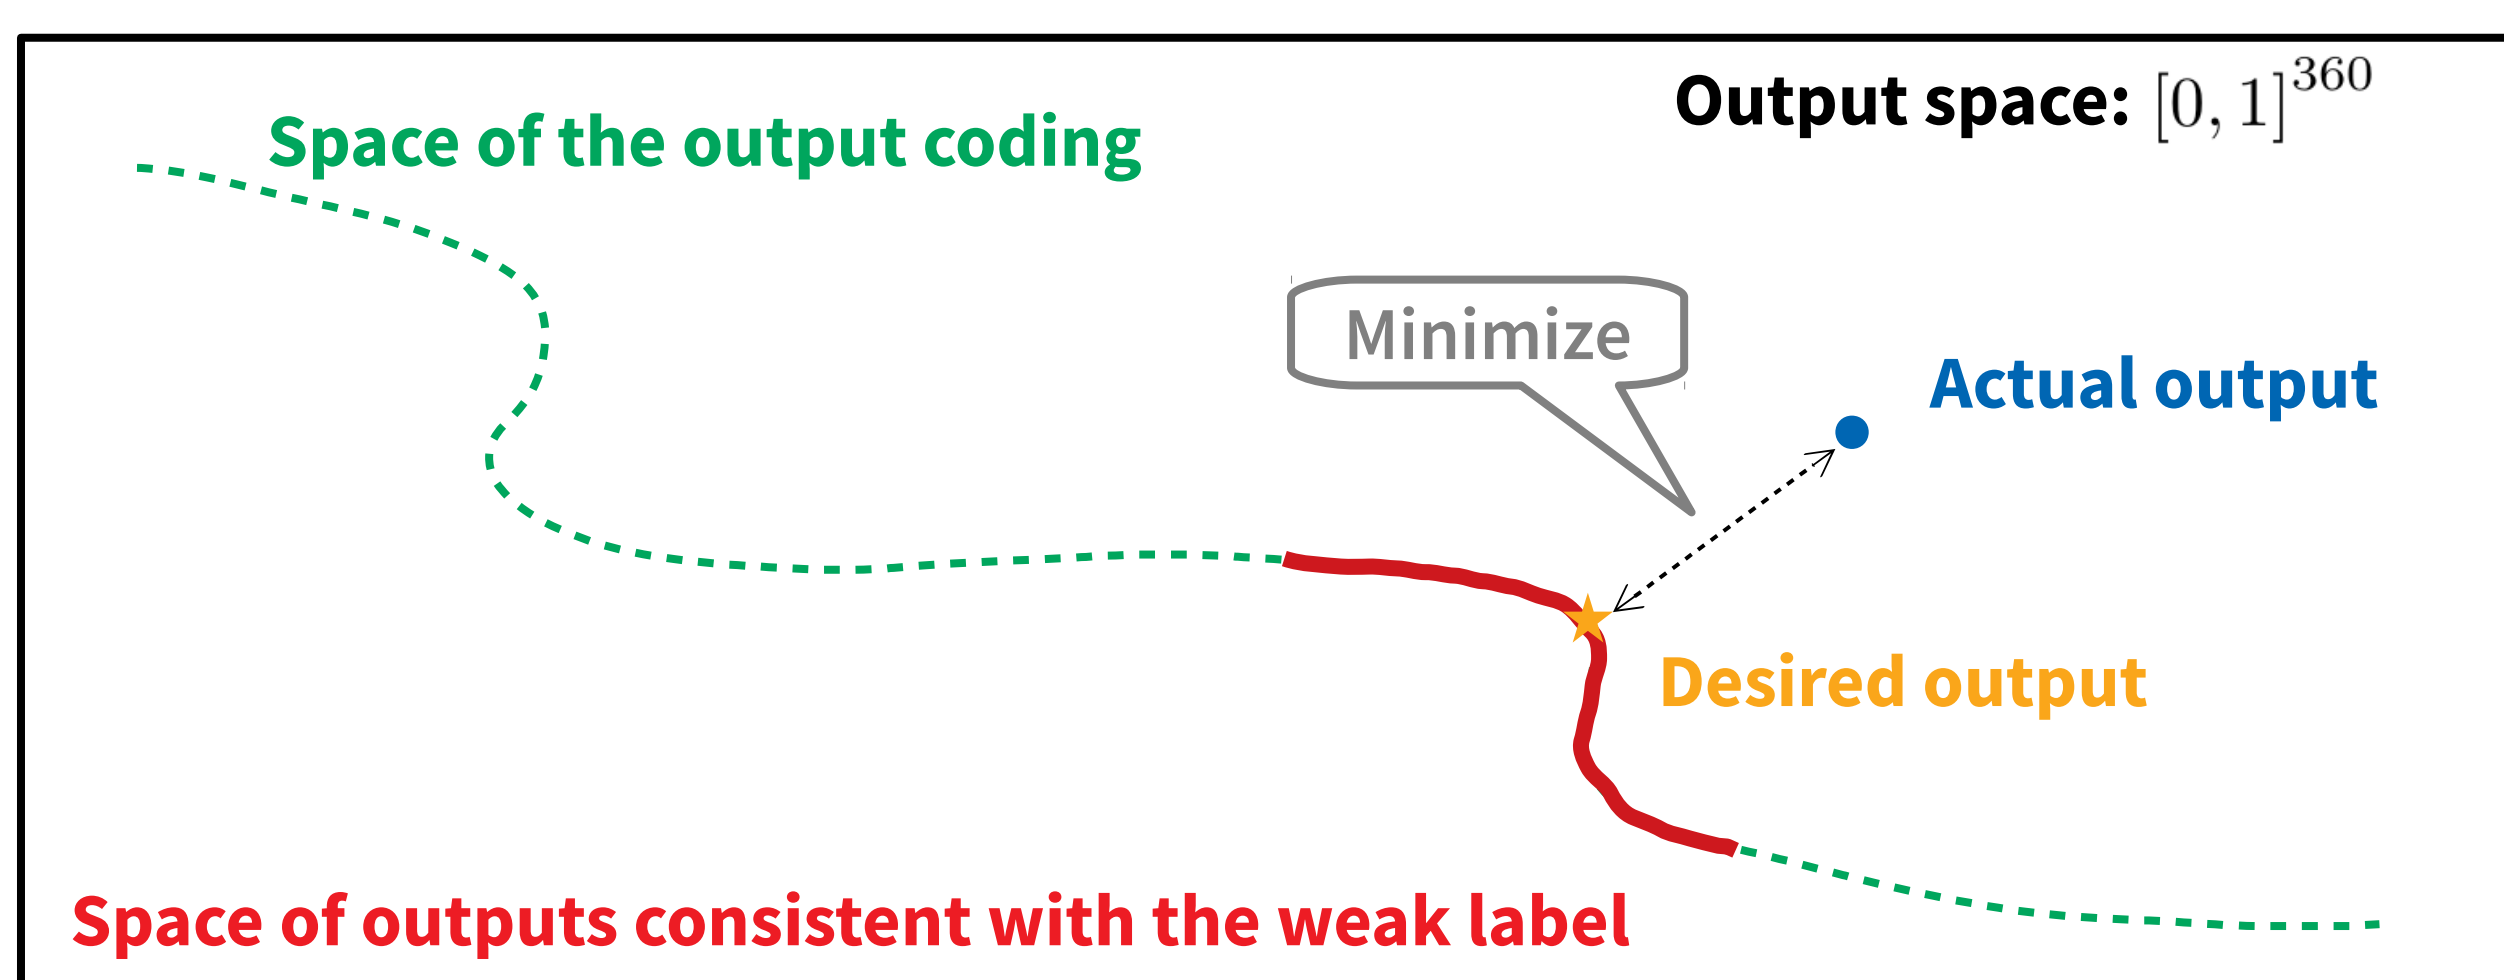 Output space: [0, 1]^360
Space of the output coding
Minimize
Actual output
Desired output
Space of outputs consistent with the weak label